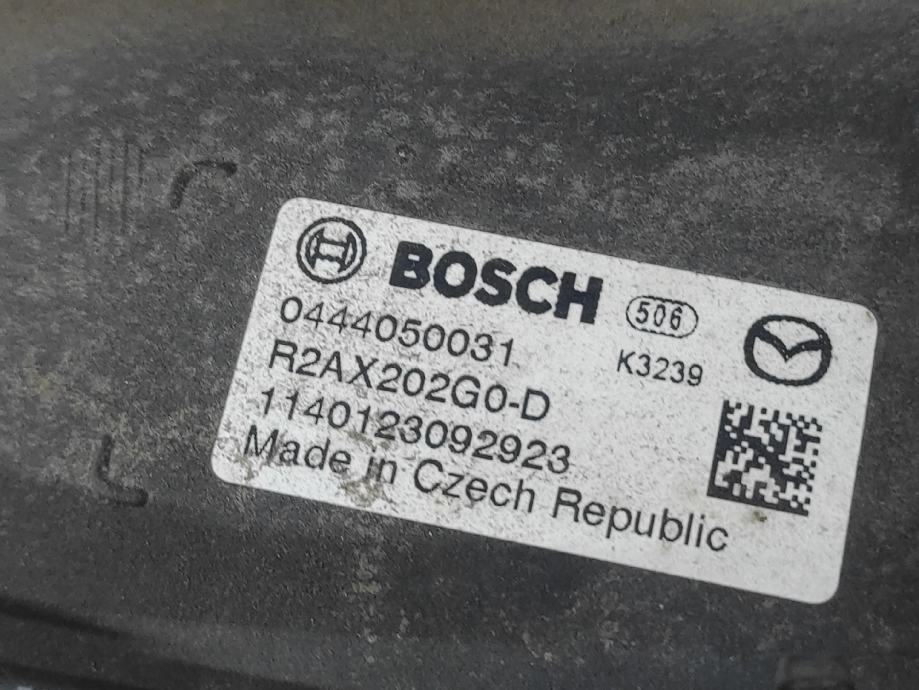 BOSCH
506
0444050031
K3239
R2AX202G0-D
1140123092923
Made in Czech Republic